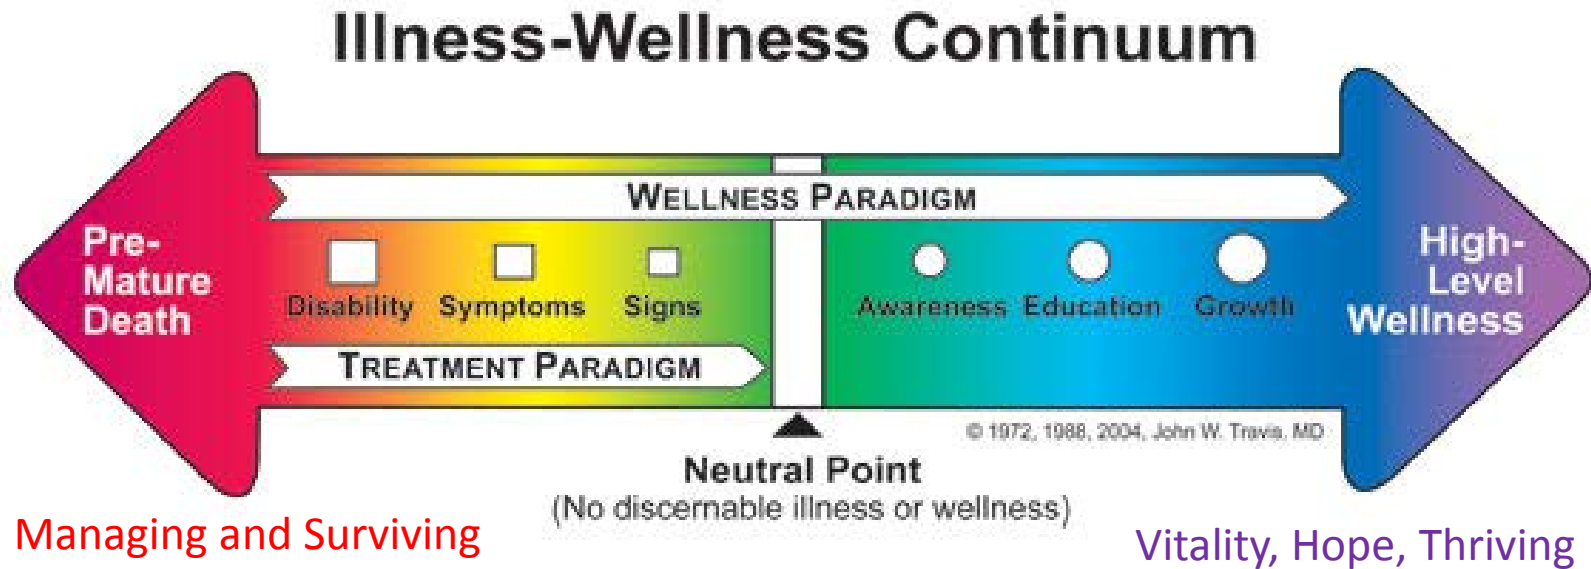 Illness-Wellness Continuum
WELLNESS PARADIGM
Pre-
Mature
Death
Disability Symptoms Signs
Awareness Education Growth
High-
Level
Wellness
TREATMENT PARADIGM
© 1972, 1988, 2004, John W. Travis, MD
Neutral Point
(No discernable illness or wellness)
Managing and Surviving
Vitality, Hope, Thriving